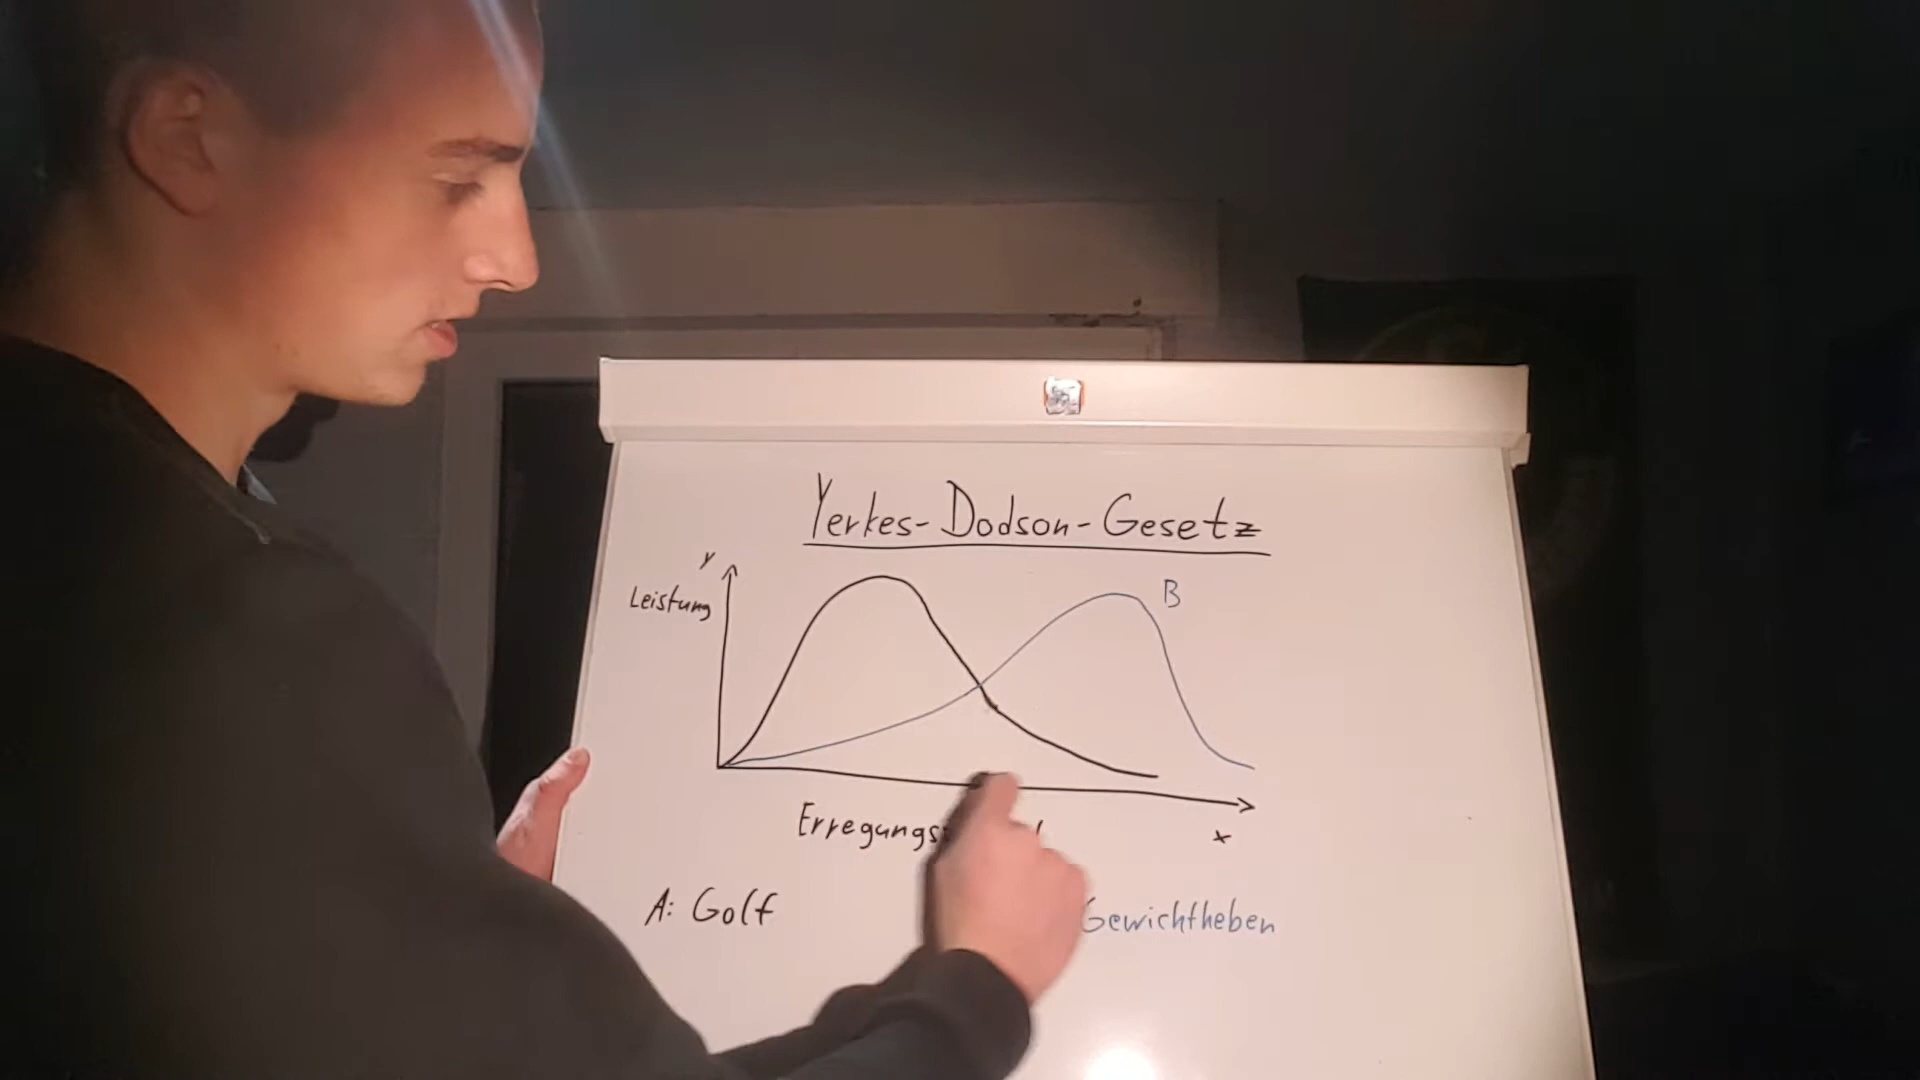 Yerkes-Dodson-Gesetz
y
Leistung
B
x
A: Golf
Gewichtheben